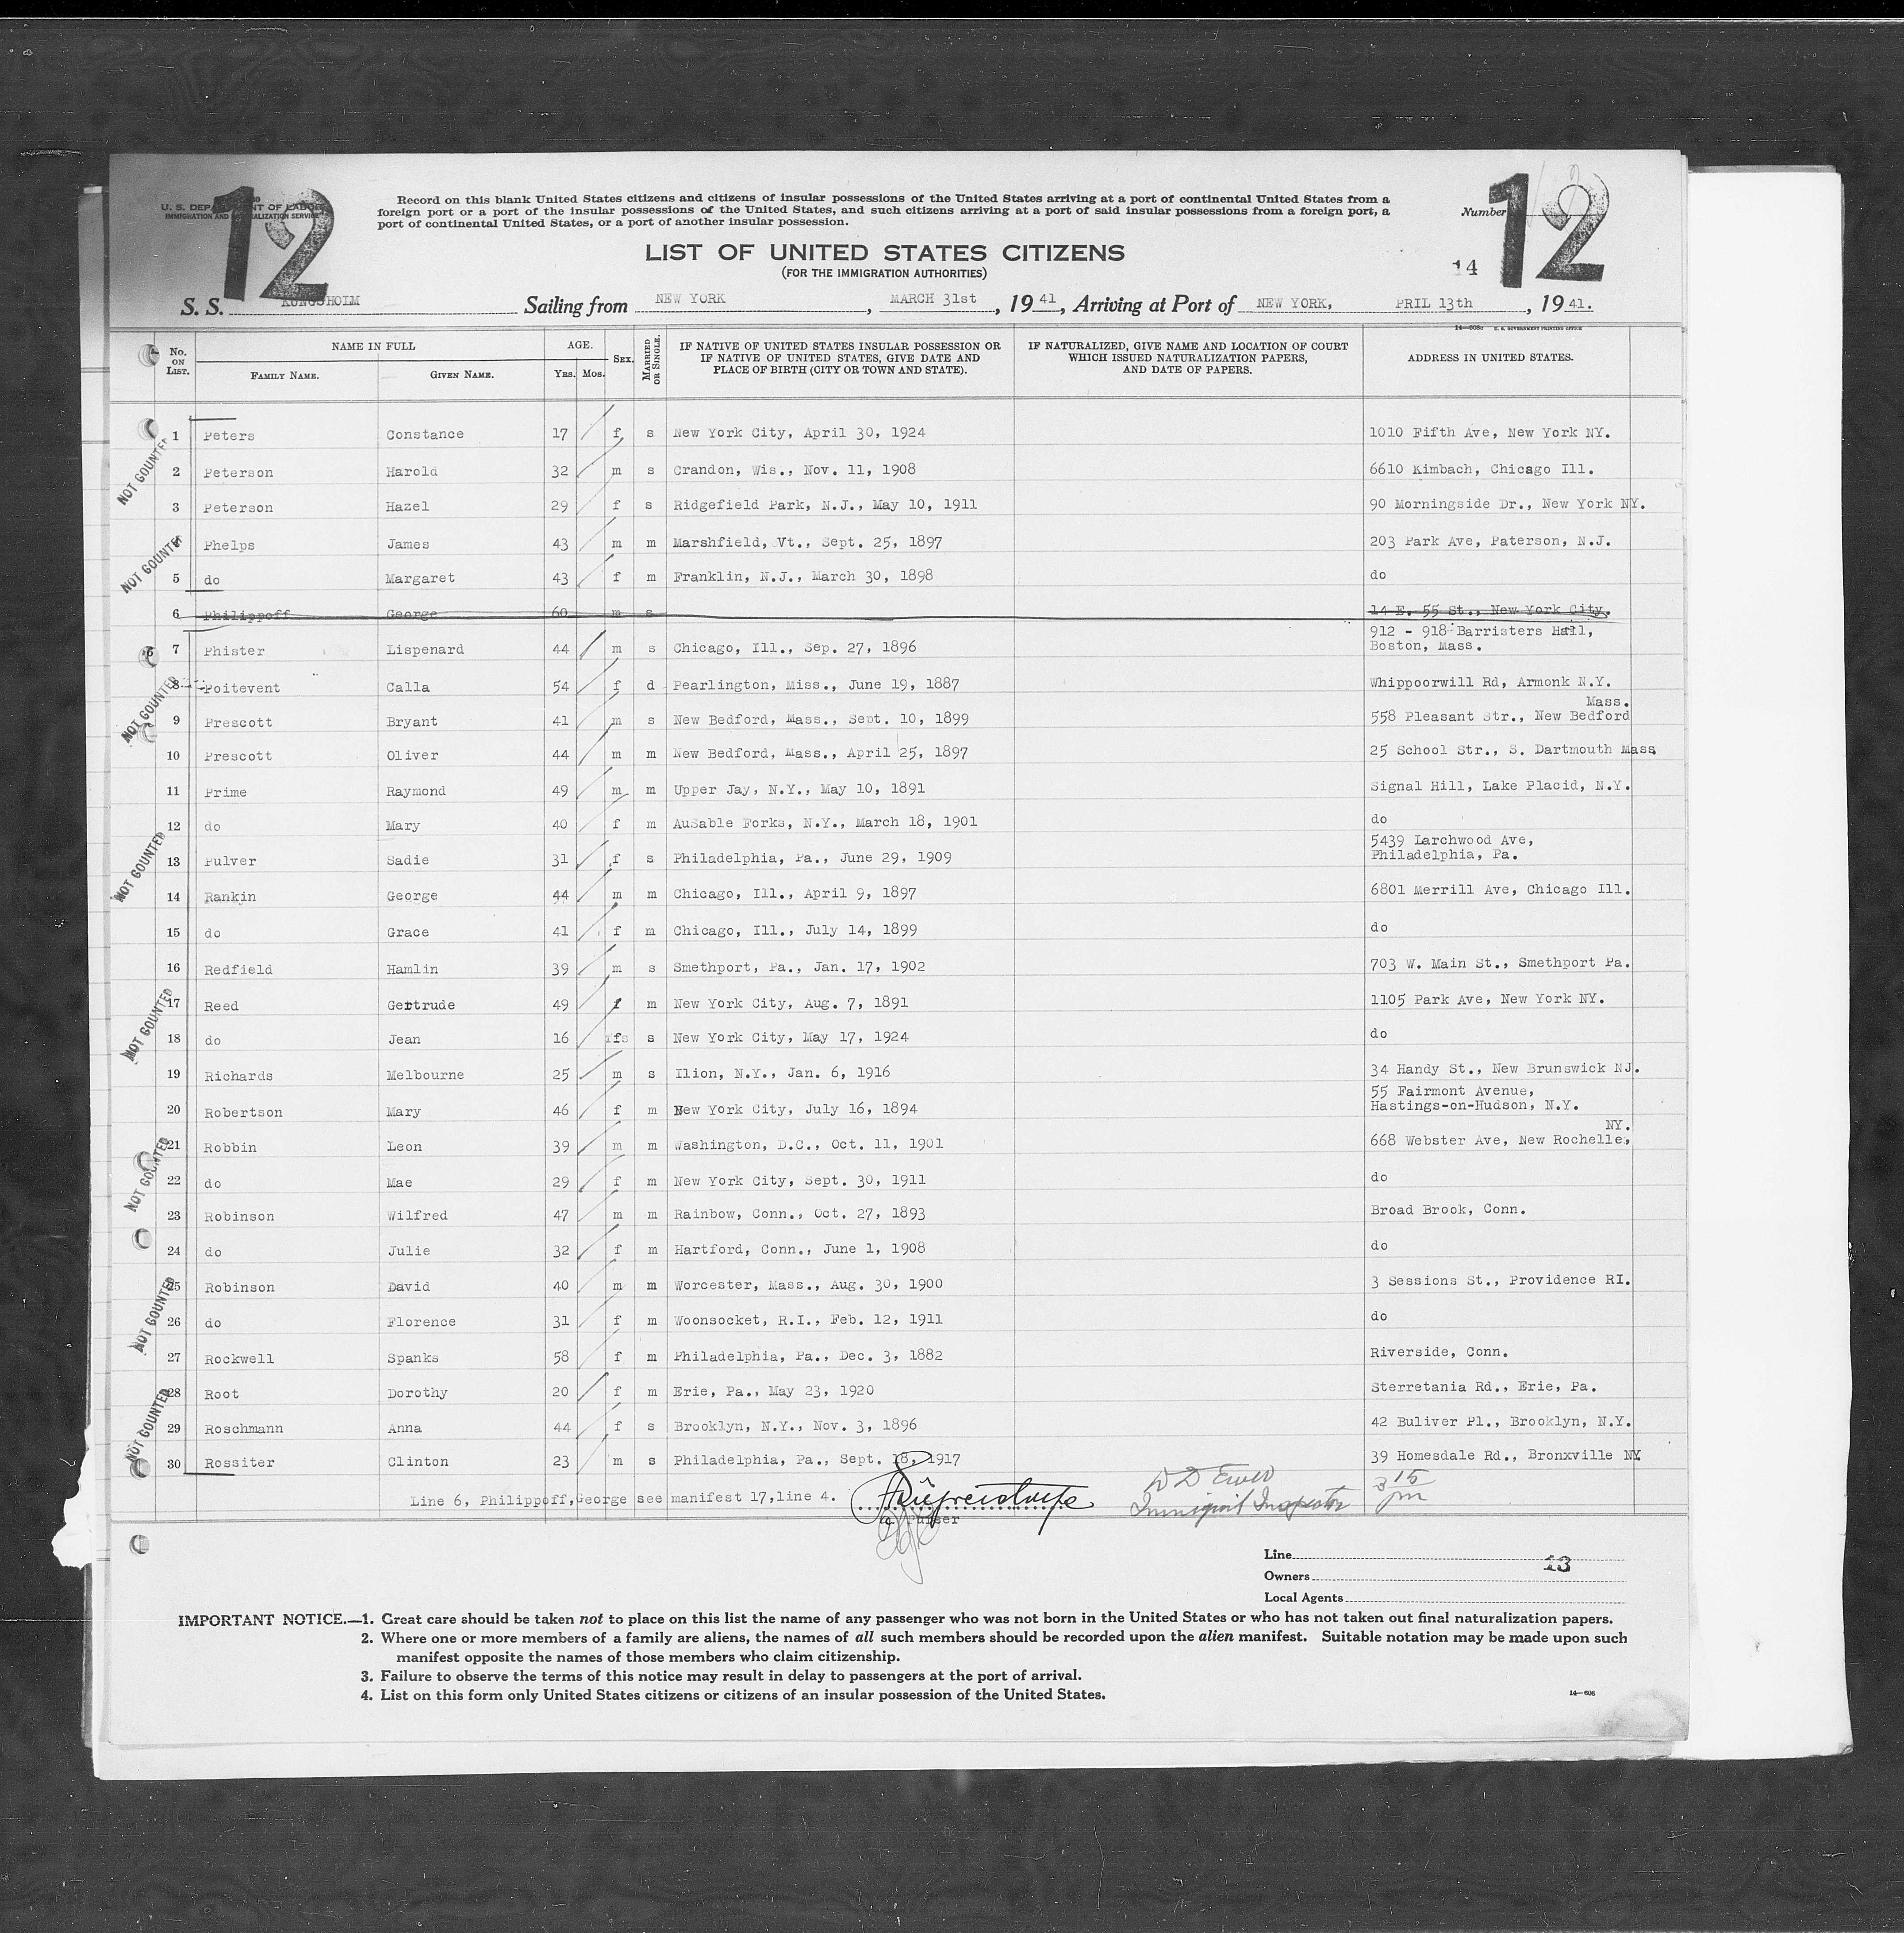 12
12
U. S. DEPARTMENT OF LABOR
IMMIGRATION AND NATURALIZATION SERVICE
Record on this blank United States citizens and citizens of insular possessions of the United States arriving at a port of continental United States from a
foreign port or a port of the insular possessions of the United States, and such citizens arriving at a port of said insular possessions from a foreign port, a
port of continental United States, or a port of another insular possession.
Number
LIST OF UNITED STATES CITIZENS
(FOR THE IMMIGRATION AUTHORITIES)
14
S. S. KUNGSHOLM Sailing from NEW YORK, MARCH 31st, 19 41, Arriving at Port of NEW YORK, PRIL 13th, 19 41.
14—608a U. S. GOVERNMENT PRINTING OFFICE
No. ON LIST. NAME IN FULL FAMILY NAME. GIVEN NAME. AGE. YRS. MOS. SEX. MARRIED OR SINGLE. IF NATIVE OF UNITED STATES INSULAR POSSESSION OR IF NATIVE OF UNITED STATES, GIVE DATE AND PLACE OF BIRTH (CITY OR TOWN AND STATE). IF NATURALIZED, GIVE NAME AND LOCATION OF COURT WHICH ISSUED NATURALIZATION PAPERS, AND DATE OF PAPERS. ADDRESS IN UNITED STATES.
1 Peters Constance 17 f s New York City, April 30, 1924 1010 Fifth Ave, New York NY.
NOT COUNTED
2 Peterson Harold 32 m s Crandon, Wis., Nov. 11, 1908 6610 Kimbach, Chicago Ill.
3 Peterson Hazel 29 f s Ridgefield Park, N.J., May 10, 1911 90 Morningside Dr., New York NY.
NOT COUNTED
Phelps James 43 m m Marshfield, Vt., Sept. 25, 1897 203 Park Ave, Paterson, N.J.
5 do Margaret 43 f m Franklin, N.J., March 30, 1898 do
6 Philippoff George 60 m s 14 E. 55 St., New York City.
7 Phister Lispenard 44 m s Chicago, Ill., Sep. 27, 1896 912 - 918 Barristers Hall, Boston, Mass.
NOT COUNTED
8 Poitevent Calla 54 f d Pearlington, Miss., June 19, 1887 Whippoorwill Rd, Armonk N.Y.
9 Prescott Bryant 41 m s New Bedford, Mass., Sept. 10, 1899 558 Pleasant Str., New Bedford Mass.
10 Prescott Oliver 44 m m New Bedford, Mass., April 25, 1897 25 School Str., S. Dartmouth Mass
11 Prime Raymond 49 m m Upper Jay, N.Y., May 10, 1891 Signal Hill, Lake Placid, N.Y.
12 do Mary 40 f m AuSable Forks, N.Y., March 18, 1901 do
NOT COUNTED
13 Pulver Sadie 31 f s Philadelphia, Pa., June 29, 1909 5439 Larchwood Ave, Philadelphia, Pa.
14 Rankin George 44 m m Chicago, Ill., April 9, 1897 6801 Merrill Ave, Chicago Ill.
15 do Grace 41 f m Chicago, Ill., July 14, 1899 do
16 Redfield Hamlin 39 m s Smethport, Pa., Jan. 17, 1902 703 W. Main St., Smethport Pa.
NOT COUNTED
17 Reed Gertrude 49 f m New York City, Aug. 7, 1891 1105 Park Ave, New York NY.
18 do Jean 16 f s New York City, May 17, 1924 do
19 Richards Melbourne 25 m s Ilion, N.Y., Jan. 6, 1916 34 Handy St., New Brunswick NJ.
20 Robertson Mary 46 f m New York City, July 16, 1894 55 Fairmont Avenue, Hastings-on-Hudson, N.Y.
NOT COUNTED
21 Robbin Leon 39 m m Washington, D.C., Oct. 11, 1901 668 Webster Ave, New Rochelle, NY.
22 do Mae 29 f m New York City, Sept. 30, 1911 do
23 Robinson Wilfred 47 m m Rainbow, Conn., Oct. 27, 1893 Broad Brook, Conn.
24 do Julie 32 f m Hartford, Conn., June 1, 1908 do
NOT COUNTED
25 Robinson David 40 m m Worcester, Mass., Aug. 30, 1900 3 Sessions St., Providence RI.
26 do Florence 31 f m Woonsocket, R.I., Feb. 12, 1911 do
27 Rockwell Spanks 58 f m Philadelphia, Pa., Dec. 3, 1882 Riverside, Conn.
NOT COUNTED
28 Root Dorothy 20 f m Erie, Pa., May 23, 1920 Sterretania Rd., Erie, Pa.
29 Roschmann Anna 44 f s Brooklyn, N.Y., Nov. 3, 1896 42 Buliver Pl., Brooklyn, N.Y.
30 Rossiter Clinton 23 m s Philadelphia, Pa., Sept. 18, 1917 39 Homesdale Rd., Bronxville NY
Line 6, Philippoff,George see manifest 17,line 4.
Purser
Immigrant Inspector
3 15 pm
Line
13
Owners
Local Agents
IMPORTANT NOTICE.—1. Great care should be taken not to place on this list the name of any passenger who was not born in the United States or who has not taken out final naturalization papers.
2. Where one or more members of a family are aliens, the names of all such members should be recorded upon the alien manifest. Suitable notation may be made upon such
manifest opposite the names of those members who claim citizenship.
3. Failure to observe the terms of this notice may result in delay to passengers at the port of arrival.
4. List on this form only United States citizens or citizens of an insular possession of the United States.
14—608